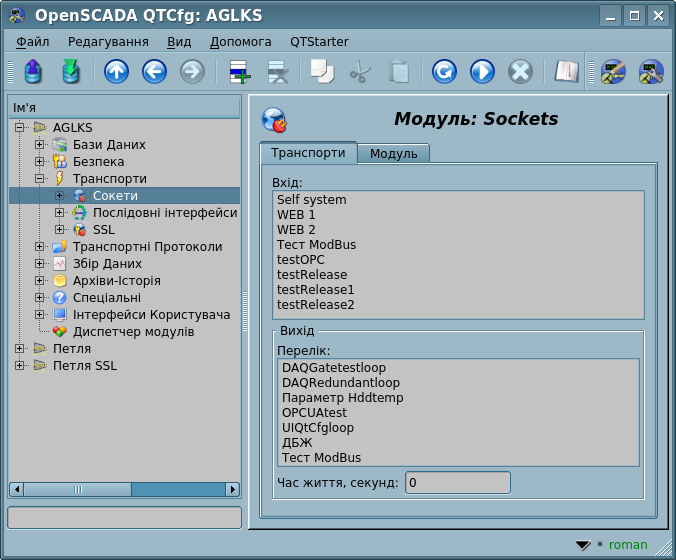 OpenSCADA QTCfg: AGLKS
Файл Редагування Вид Допомога QTStarter
Ім'я
AGLKS
Бази Даних
Безпека
Транспорти
Сокети
Послідовні інтерфейси
SSL
Транспортні Протоколи
Збір Даних
Архіви-Історія
Спеціальні
Інтерфейси Користувача
Диспетчер модулів
Петля
Петля SSL
Модуль: Sockets
Транспорти Модуль
Вхід:
Self system
WEB 1
WEB 2
Тест ModBus
testOPC
testRelease
testRelease1
testRelease2
Вихід
Перелік:
DAQGatetestloop
DAQRedundantloop
Параметр Hddtemp
OPCUAtest
UIQtCfgloop
ДБЖ
Тест ModBus
Час життя, секунд: 0
* roman